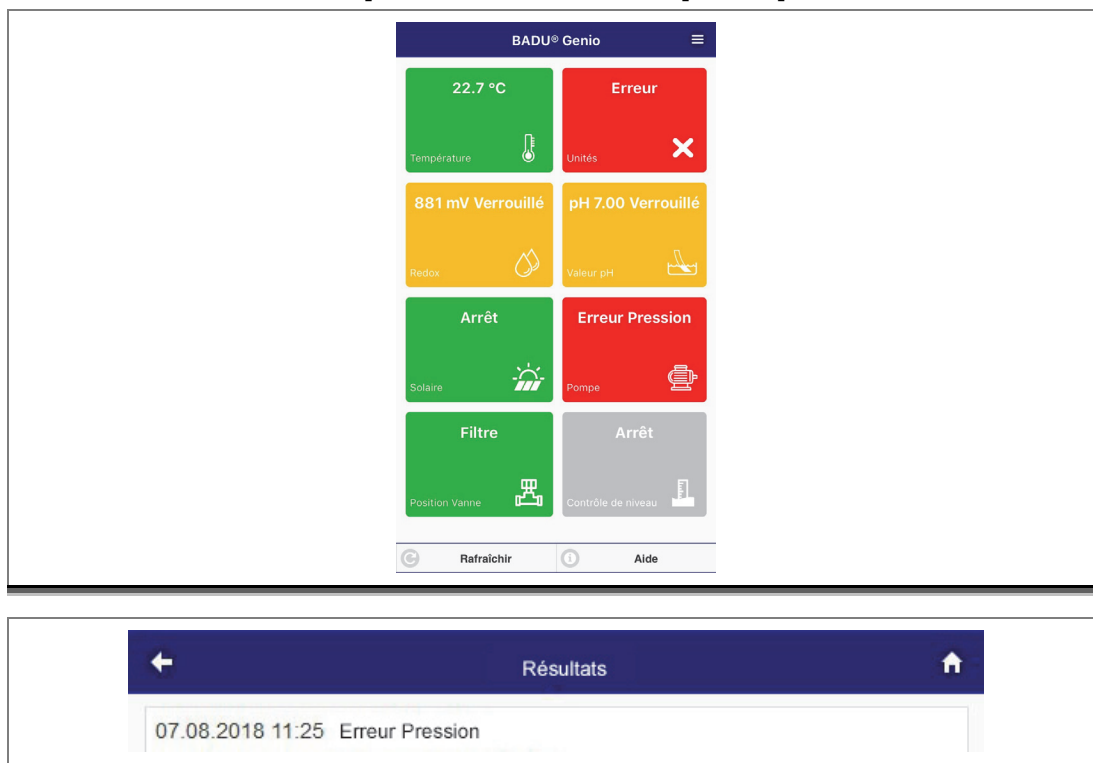 BADU® Genio
22.7 °C
Température
Erreur
Unités
881 mV Verrouillé
Redox
pH 7.00 Verrouillé
Valeur pH
Arrêt
Solaire
Erreur Pression
Pompe
Filtre
Position Vanne
Arrêt
Contrôle de niveau
Rafraîchir
Aide
Résultats
07.08.2018 11:25 Erreur Pression